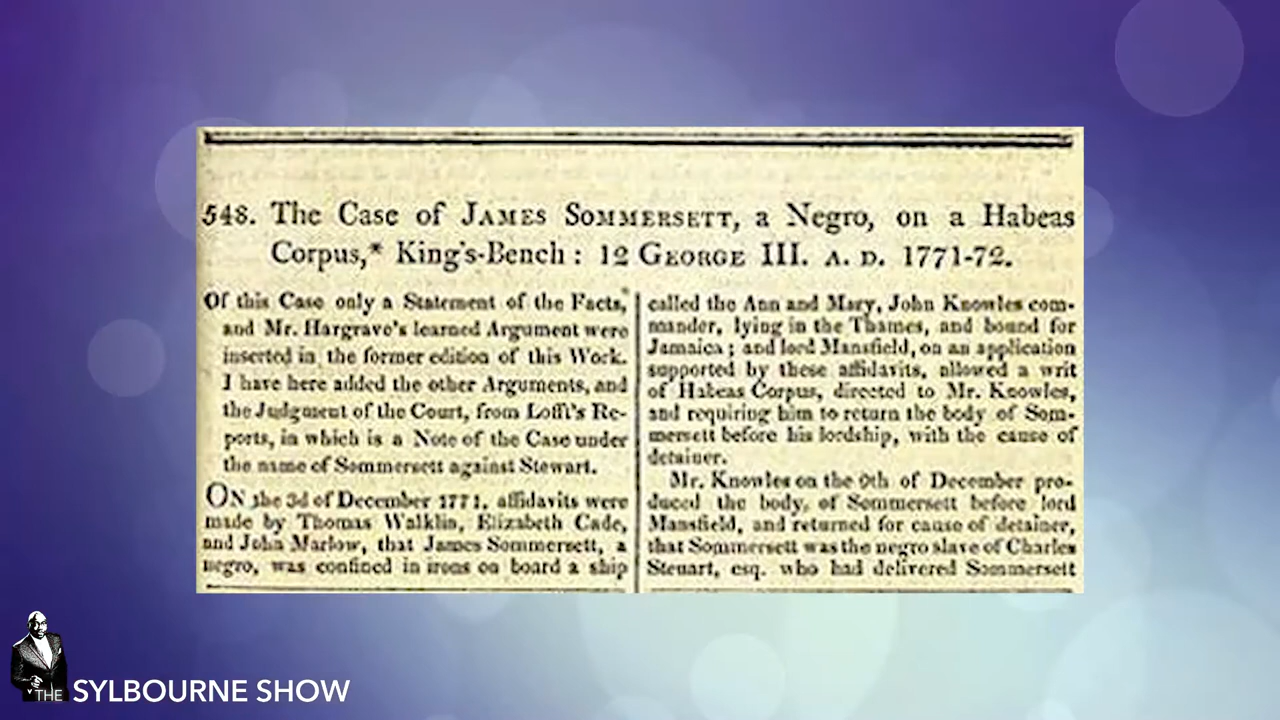 548. The Case of JAMES SOMMERSETT, a Negro, on a Habeas
Corpus,* King's-Bench: 12 GEORGE III. A. D. 1771-72.
Of this Case only a Statement of the Facts,
and Mr. Hargrave's learned Argument were
inserted in the former edition of this Work.
I have here added the other Arguments, and
the Judgment of the Court, from Lofft's Re-
ports, in which is a Note of the Case under
the name of Sommersett against Stewart.
ON the 3d of December 1771, affidavits were
made by Thomas Walklin, Elizabeth Cade,
and John Marlow, that James Sommersett, a
negro, was confined in irons on board a ship
called the Ann and Mary, John Knowles com-
mander, lying in the Thames, and bound for
Jamaica; and lord Mansfield, on an application
supported by these affidavits, allowed a writ
of Habeas Corpus, directed to Mr. Knowles,
and requiring him to return the body of Som-
mersett before his lordship, with the cause of
detainer.
Mr. Knowles on the 9th of December pro-
duced the body of Sommersett before lord
Mansfield, and returned for cause of detainer,
that Sommersett was the negro slave of Charles
Steuart, esq. who had delivered Sommersett
THE SYLBOURNE SHOW